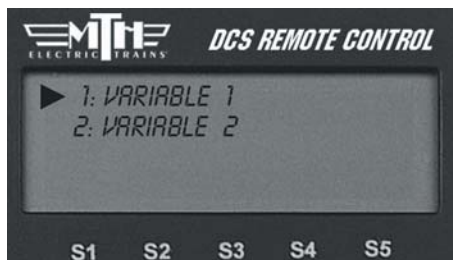 MTH
ELECTRIC TRAINS
DCS REMOTE CONTROL
1: VARIABLE 1
2: VARIABLE 2
S1 S2 S3 S4 S5